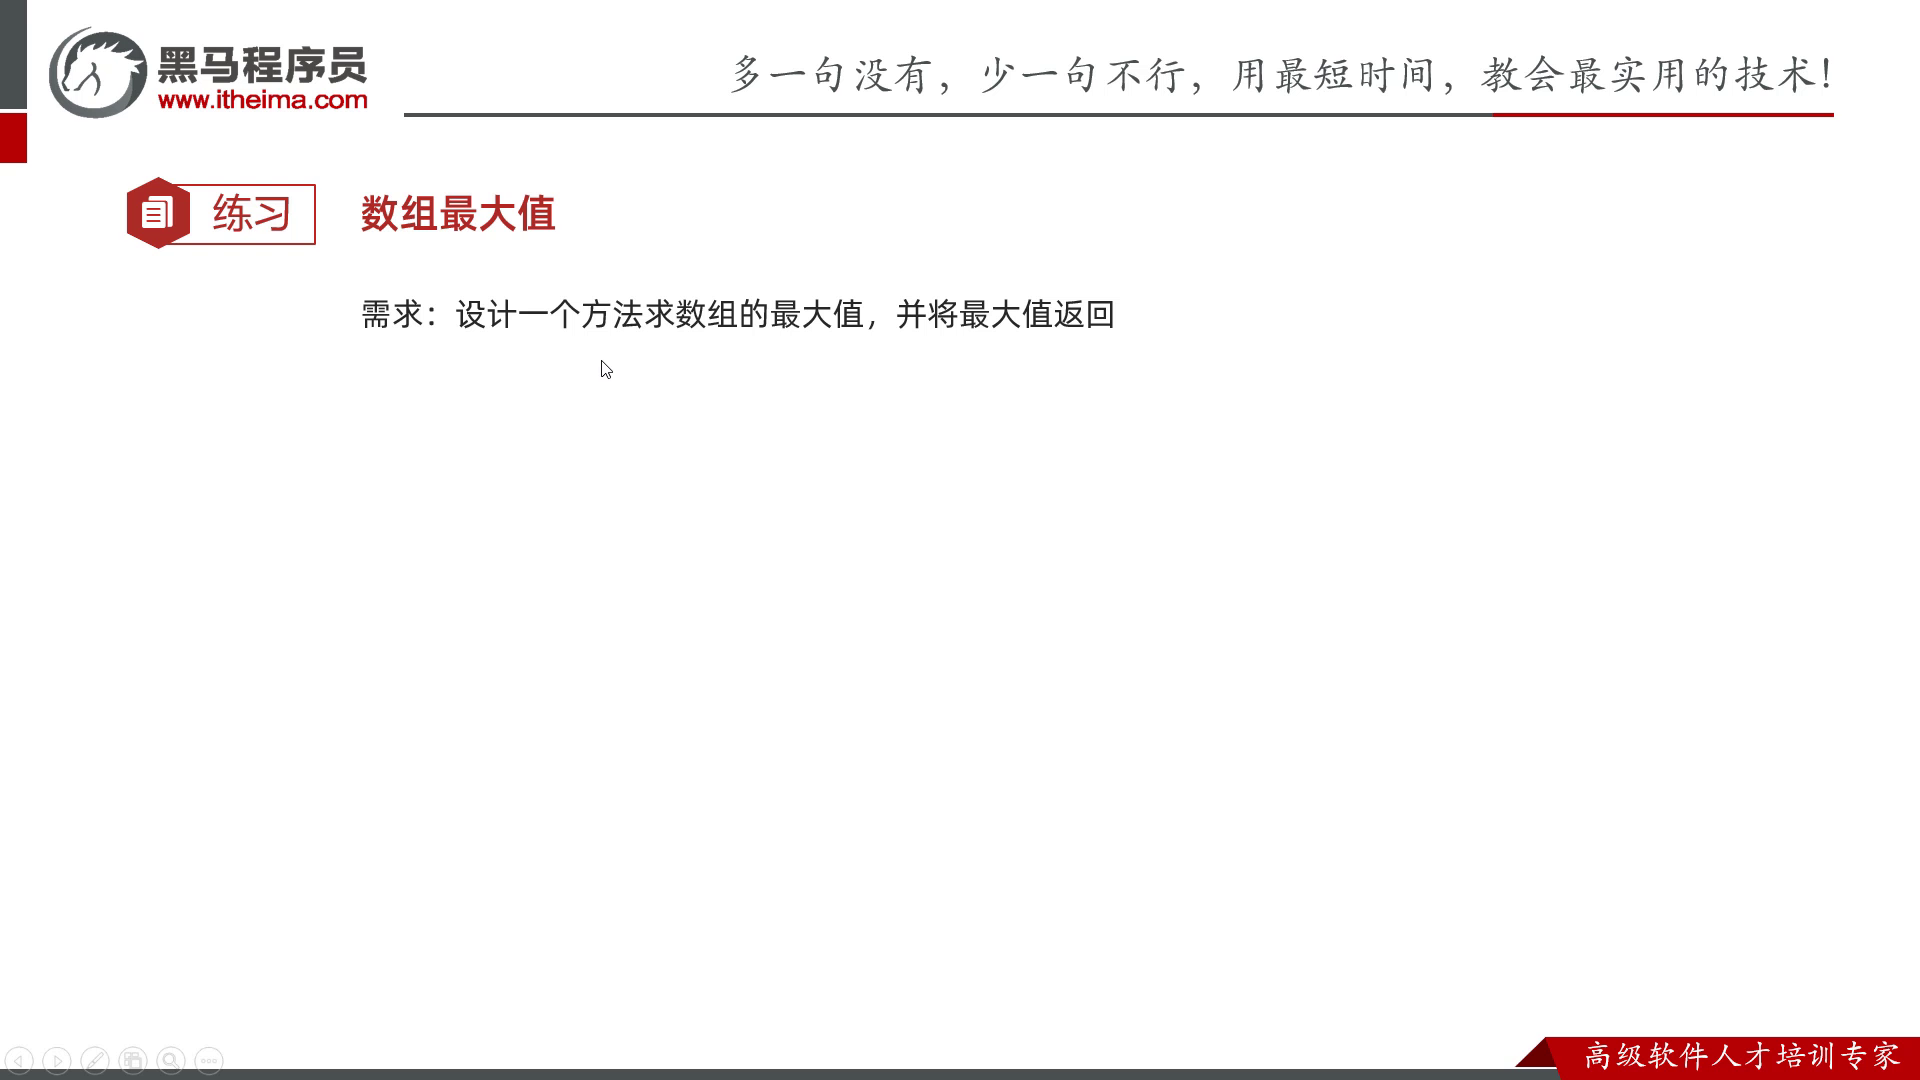 黑马程序员
www.itheima.com
多一句没有，少一句不行，用最短时间，教会最实用的技术！
练习
数组最大值
需求：设计一个方法求数组的最大值，并将最大值返回
高级软件人才培训专家